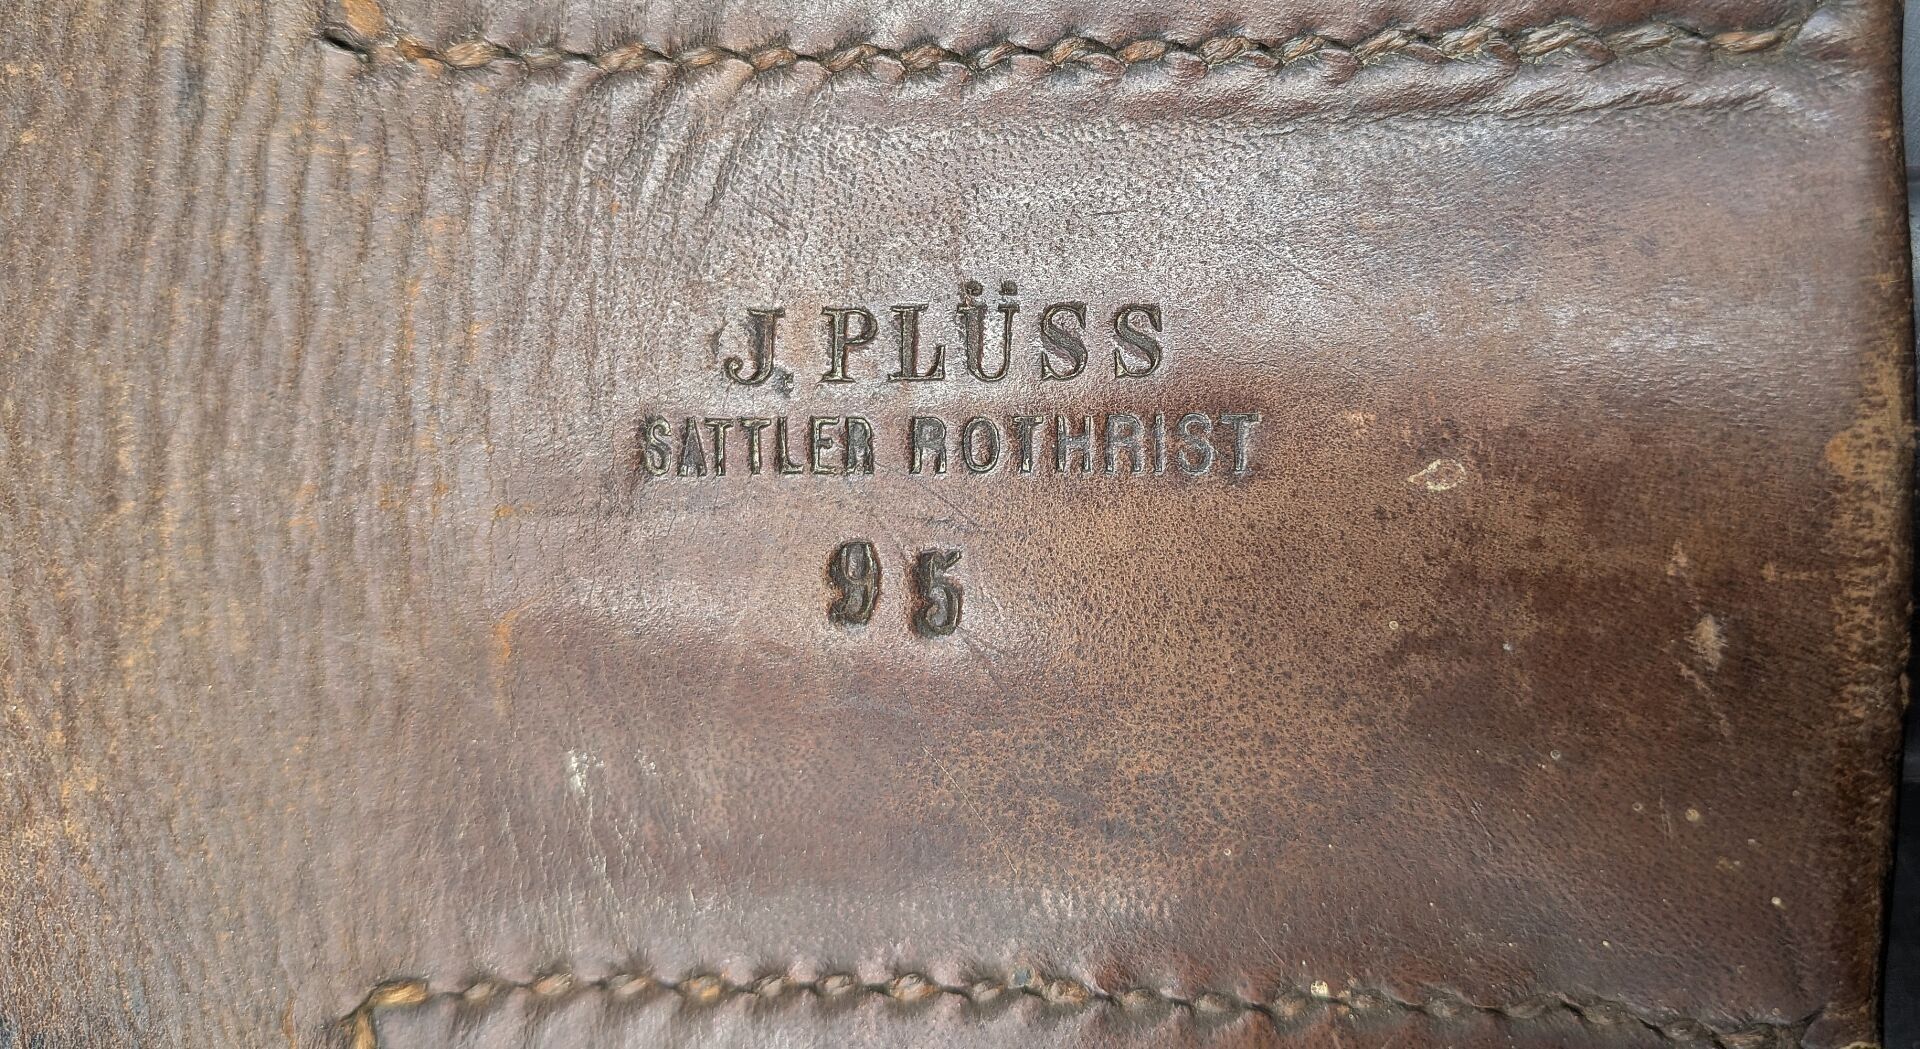 J. PLÜSS
SATTLER ROTHRIST
95